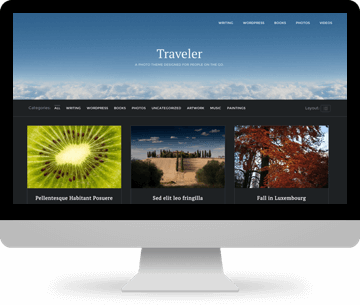 WRITING WORDPRESS BOOKS PHOTOS VIDEOS
Traveler
A PHOTO THEME DESIGNED FOR PEOPLE ON THE GO
Categories: ALL WRITING WORDPRESS BOOKS PHOTOS UNCATEGORIZED ARTWORK MUSIC PAINTINGS Layout
Pellentesque Habitant Posuere Sed elit leo fringilla Fall in Luxembourg